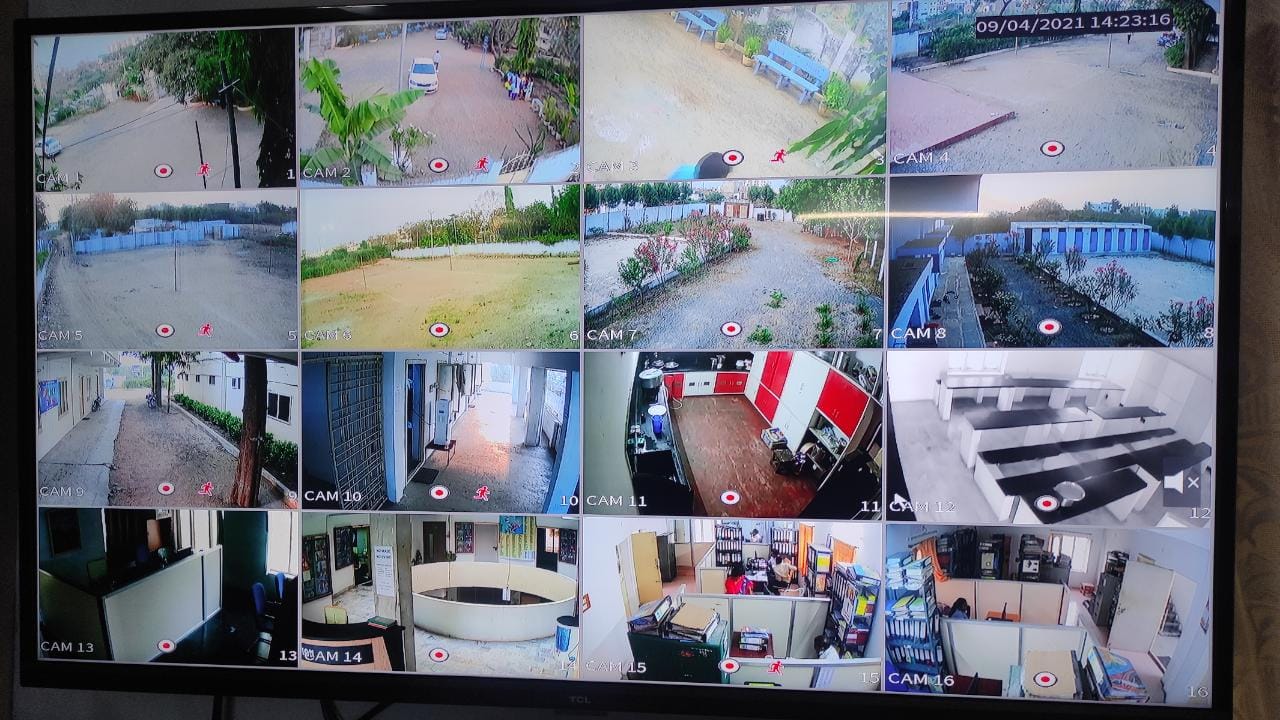 09/04/2021 14:23:16
CAM 1 1
CAM 2 2
CAM 3 3
CAM 4 4
CAM 5 5
CAM 6 6
CAM 7 7
CAM 8 8
CAM 9 9
CAM 10 10
CAM 11 11
CAM 12 12
CAM 13 13
CAM 14 14
CAM 15 15
CAM 16 16
TCL